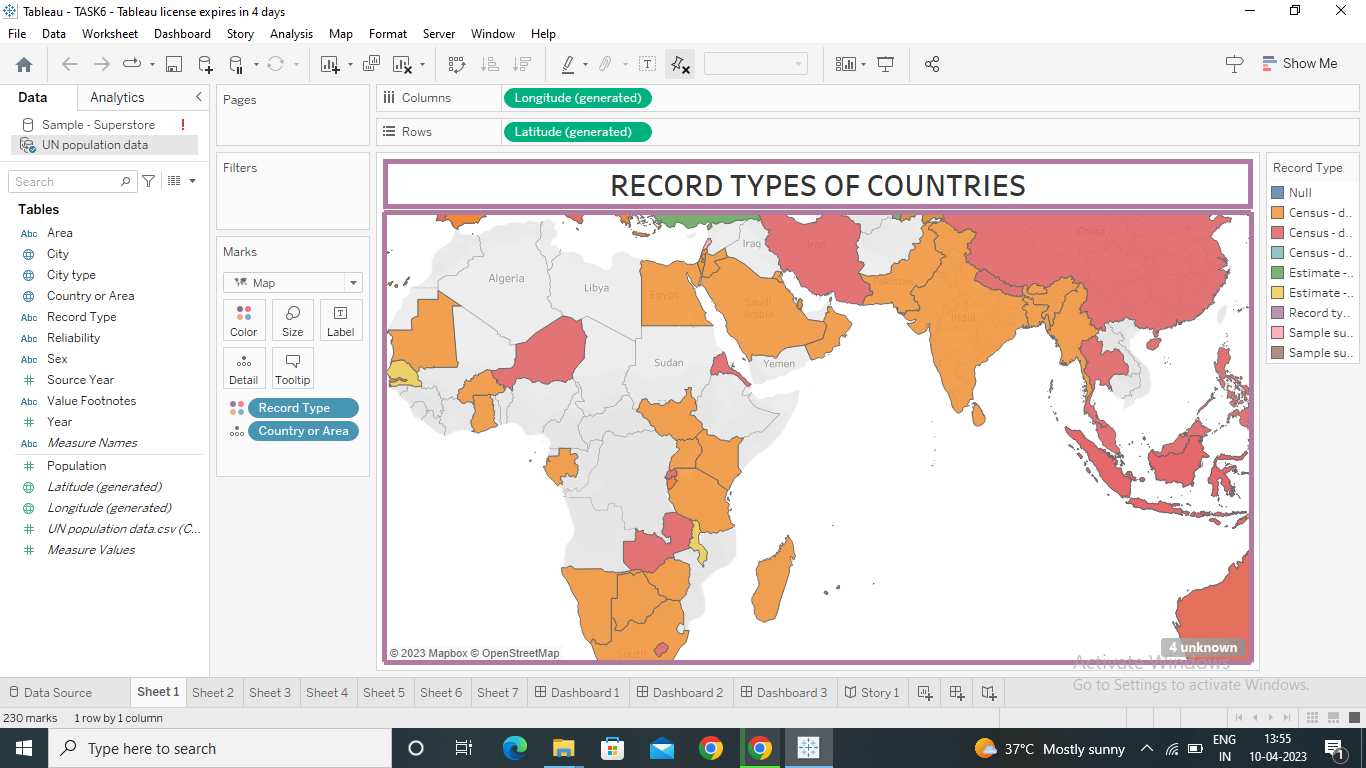 Tableau - TASK6 - Tableau license expires in 4 days
File Data Worksheet Dashboard Story Analysis Map Format Server Window Help
Show Me
Data Analytics
Sample - Superstore
UN population data
Search
Tables
Abc Area
City
City type
Country or Area
Abc Record Type
Abc Reliability
Abc Sex
Source Year
Abc Value Footnotes
Year
Abc Measure Names
Population
Latitude (generated)
Longitude (generated)
UN population data.csv (C...
Measure Values
Pages
Filters
Marks
Map
Color Size Label
Detail Tooltip
Record Type
Country or Area
Columns Longitude (generated)
Rows Latitude (generated)
RECORD TYPES OF COUNTRIES
Algeria
Libya
Egypt
Sudan
Saudi
Arabia
Yemen
Iraq
Iran
Pakistan
India
China
South
© 2023 Mapbox © OpenStreetMap
4 unknown
Record Type
Null
Census - d..
Census - d..
Census - d..
Estimate -..
Estimate -..
Record ty..
Sample su..
Sample su..
Activate Windows
Go to Settings to activate Windows.
Data Source Sheet 1 Sheet 2 Sheet 3 Sheet 4 Sheet 5 Sheet 6 Sheet 7 Dashboard 1 Dashboard 2 Dashboard 3 Story 1
230 marks 1 row by 1 column
Type here to search
37°C Mostly sunny
ENG
IN
13:55
10-04-2023
1